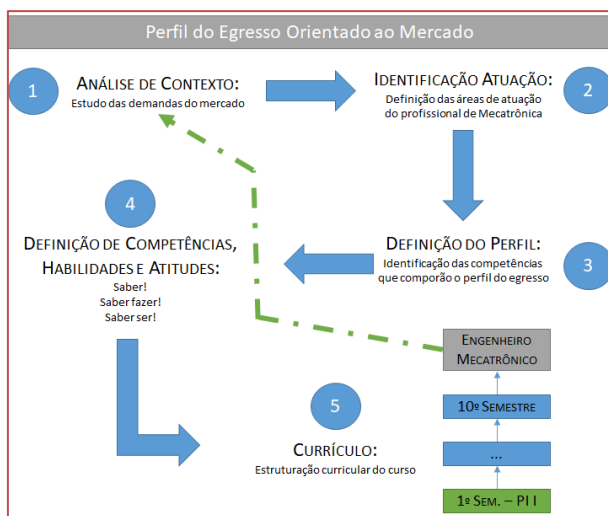 Perfil do Egresso Orientado ao Mercado
1
ANÁLISE DE CONTEXTO:
Estudo das demandas do mercado
IDENTIFICAÇÃO ATUAÇÃO:
Definição das áreas de atuação
do profissional de Mecatrônica
2
4
DEFINIÇÃO DE COMPETÊNCIAS,
HABILIDADES E ATITUDES:
Saber!
Saber fazer!
Saber ser!
DEFINIÇÃO DO PERFIL:
Identificação das competências
que comporão o perfil do egresso
3
5
CURRÍCULO:
Estruturação curricular do curso
ENGENHEIRO
MECATRÔNICO
10º SEMESTRE
...
1º SEM. – PI I